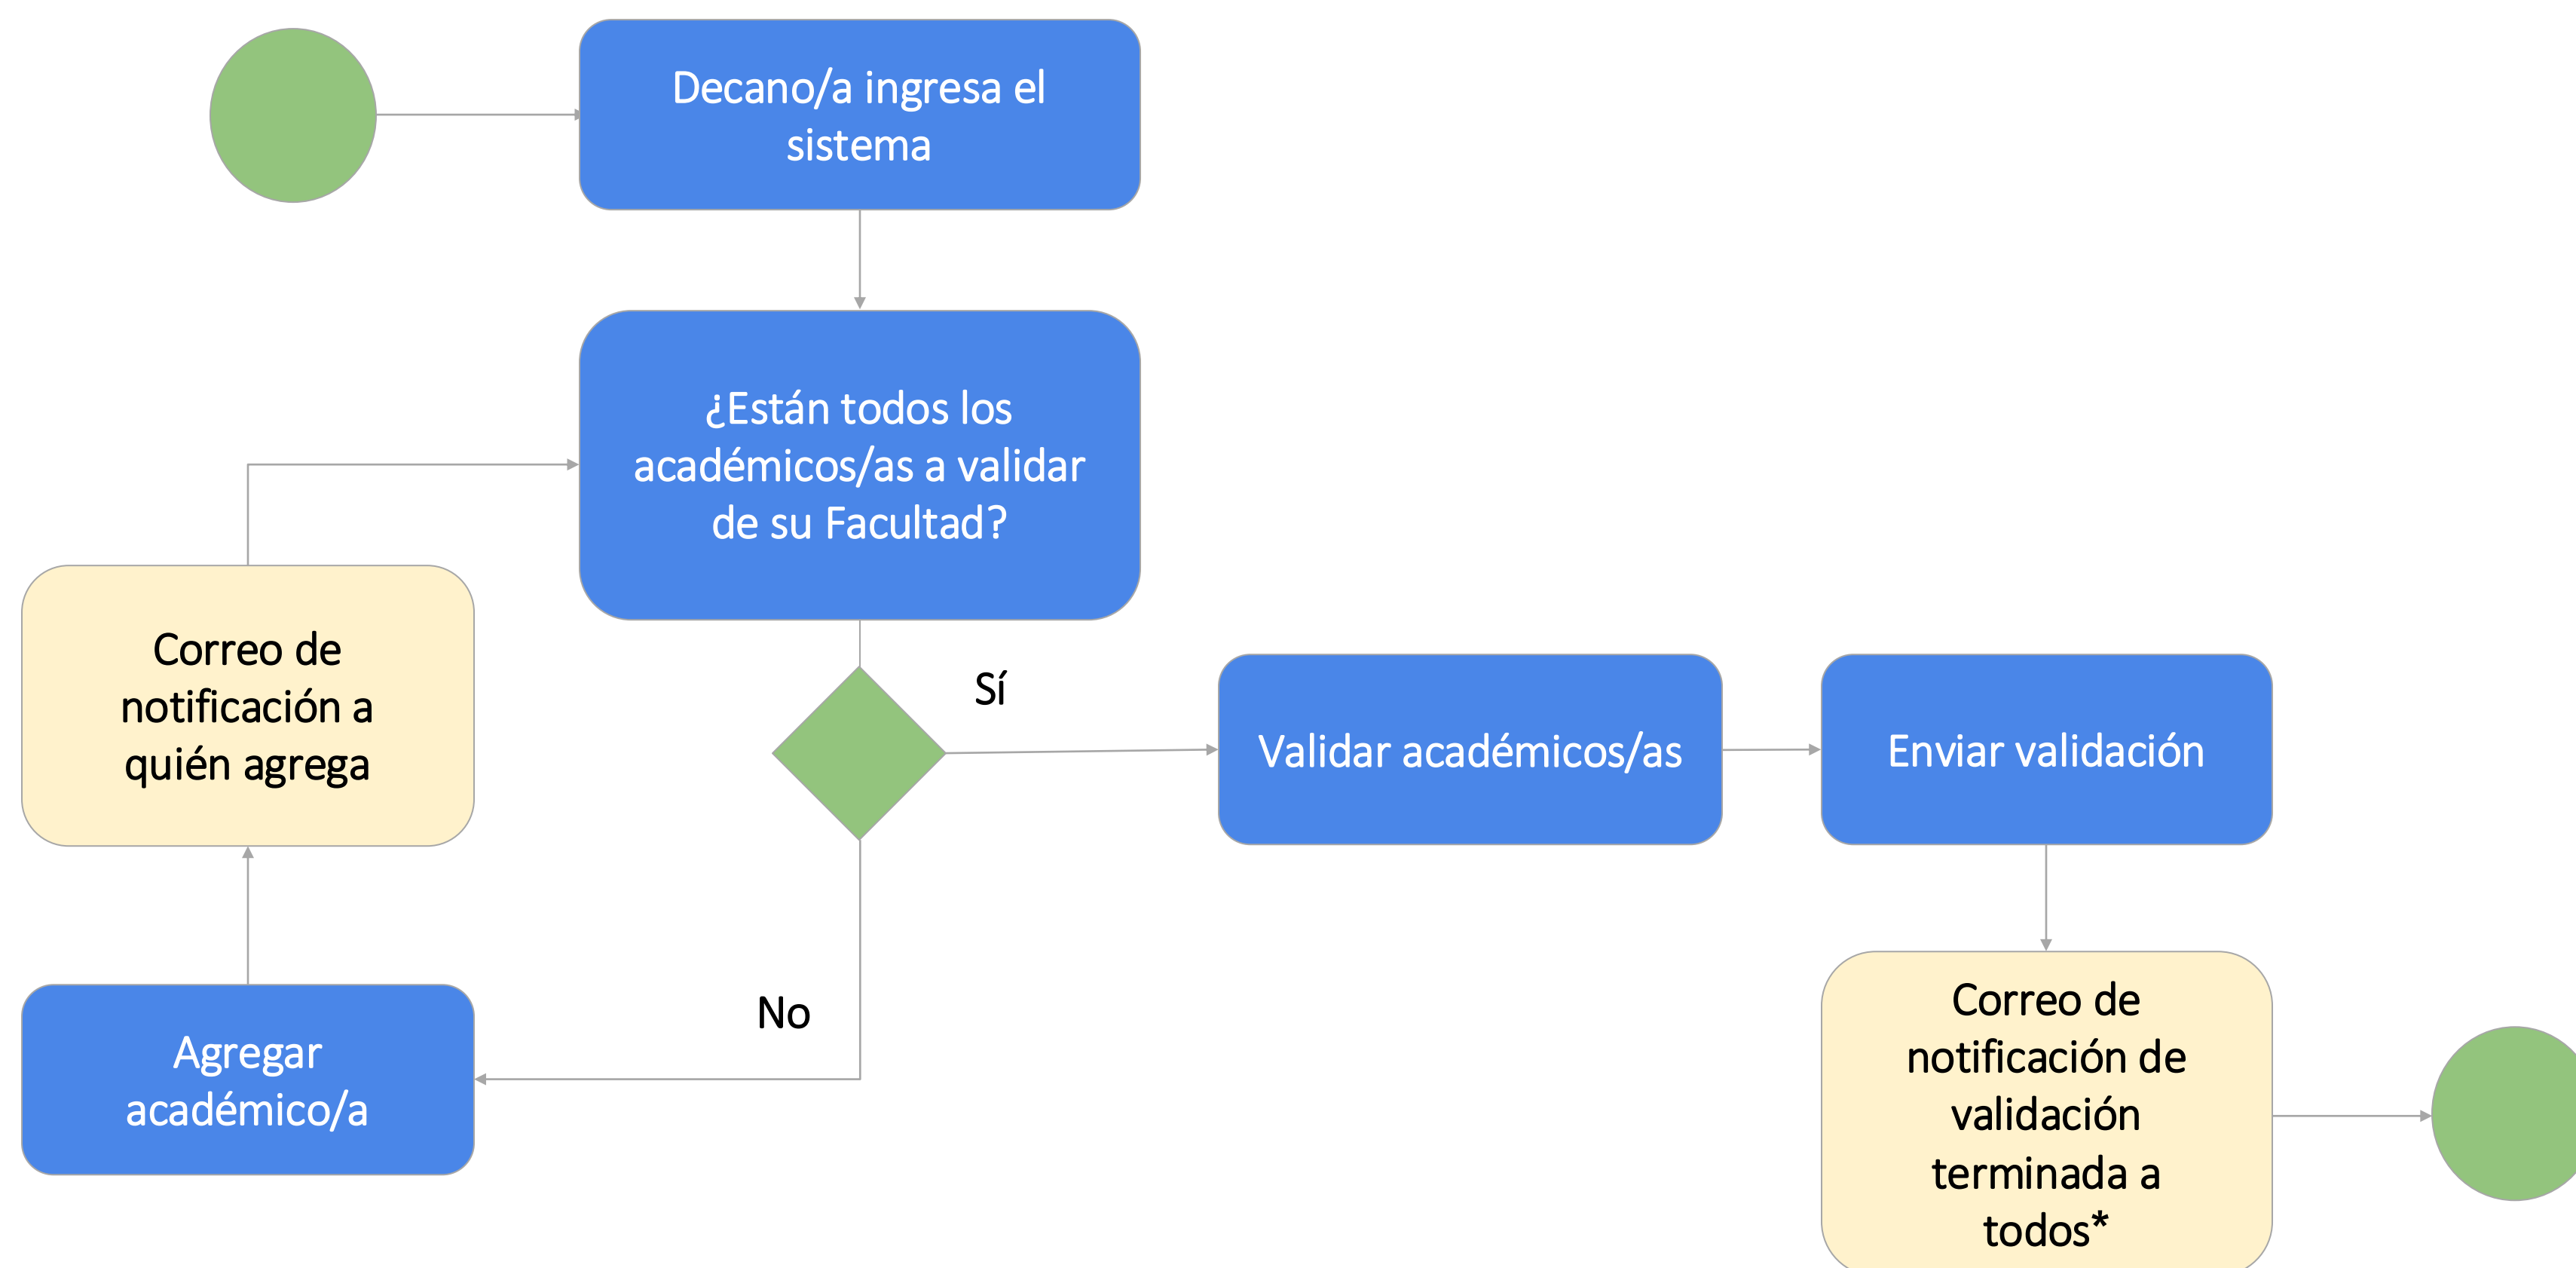 Decano/a ingresa el
sistema
¿Están todos los
académicos/as a validar
de su Facultad?
Correo de
notificación a
quién agrega
Sí
Validar académicos/as
Enviar validación
No
Agregar
académico/a
Correo de
notificación de
validación
terminada a
todos*